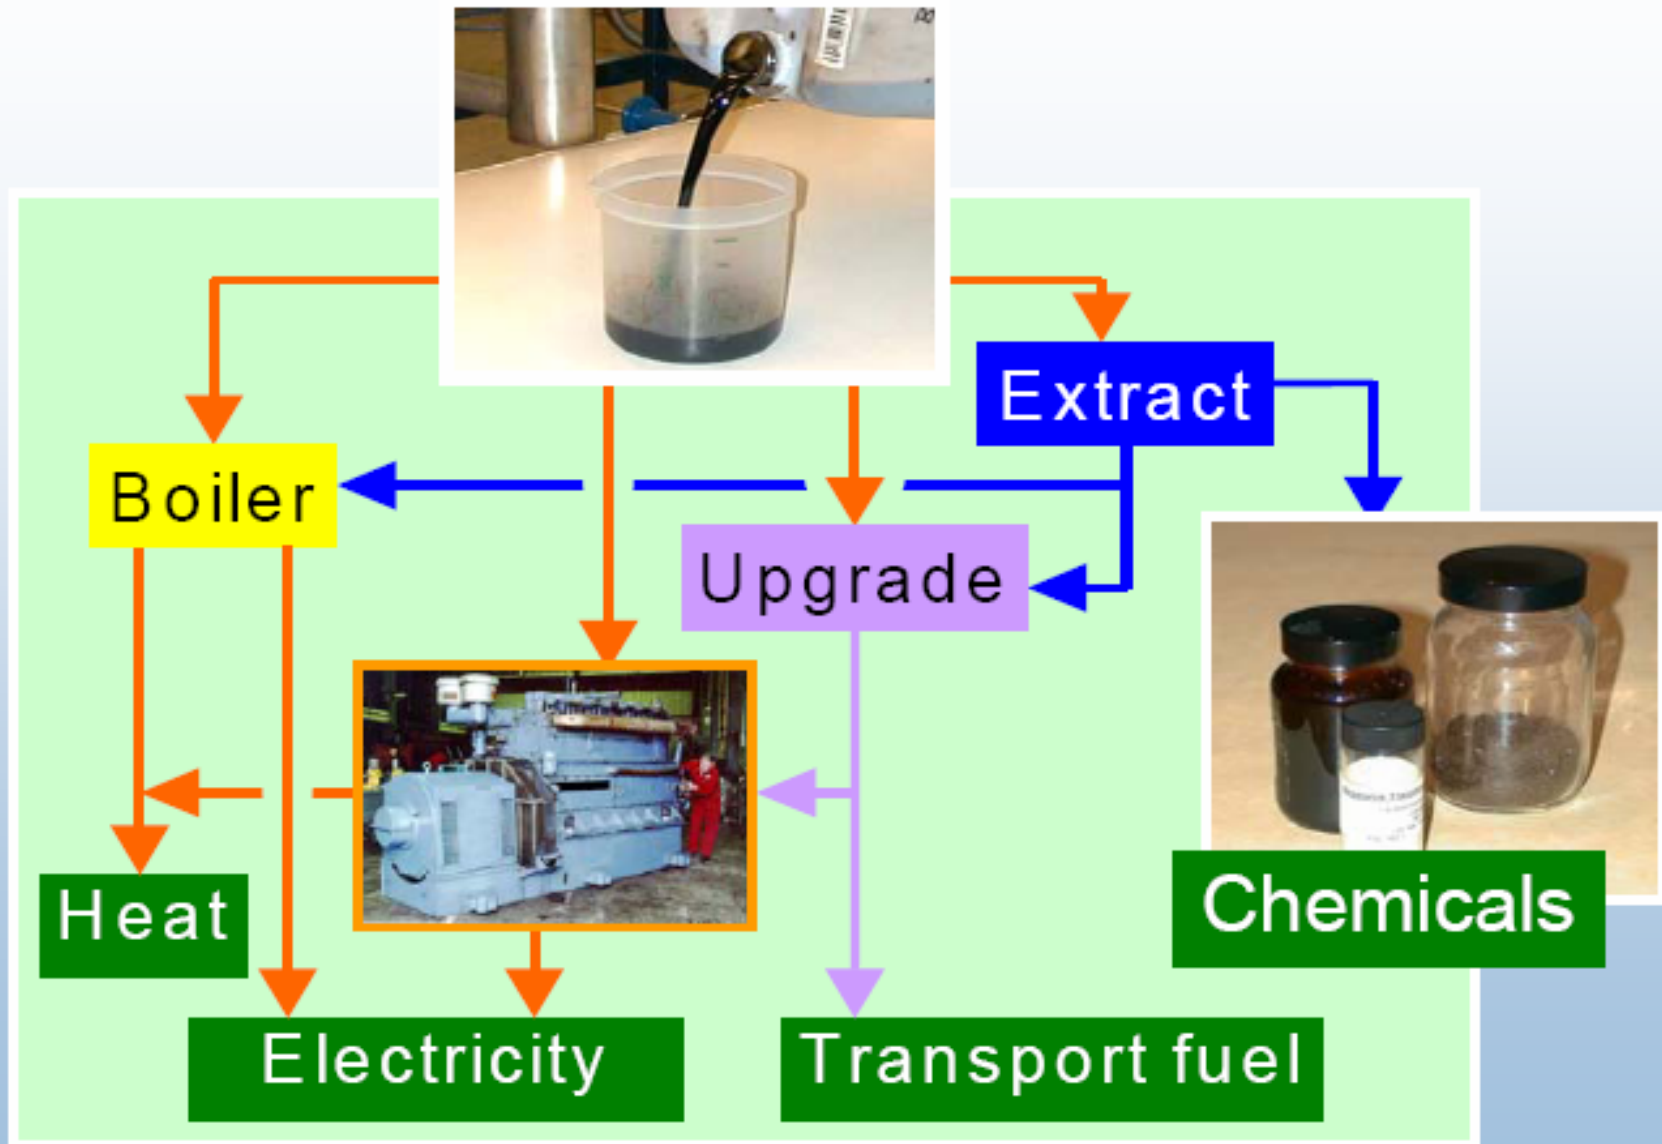 Extract
Boiler
Upgrade
Heat
Chemicals
Electricity
Transport fuel